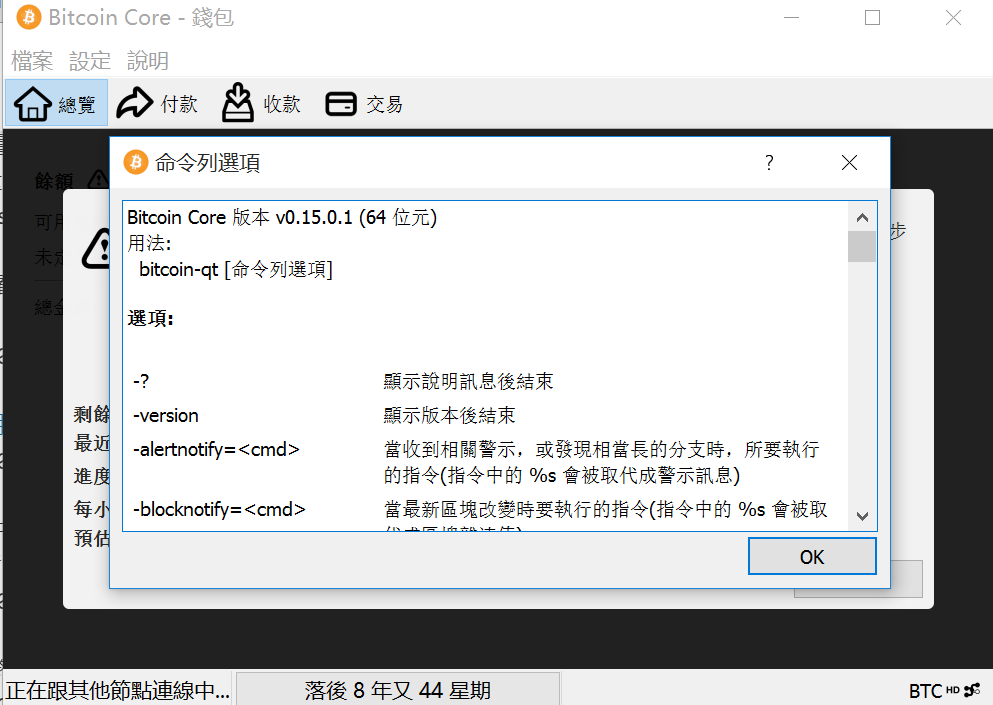 Bitcoin Core - 錢包
檔案 設定 說明
總覽 付款 收款 交易
命令列選項
餘額
Bitcoin Core 版本 v0.15.0.1 (64 位元)
用法:
bitcoin-qt [命令列選項]
選項:
-? 顯示說明訊息後結束
-version 顯示版本後結束
-alertnotify=<cmd> 當收到相關警示，或發現相當長的分支時，所要執行
的指令(指令中的 %s 會被取代成警示訊息)
-blocknotify=<cmd> 當最新區塊改變時要執行的指令(指令中的 %s 會被取
可用
總金
步
剩餘
最近
進度
每小
預估
OK
正在跟其他節點連線中... 落後 8 年又 44 星期 BTC HD